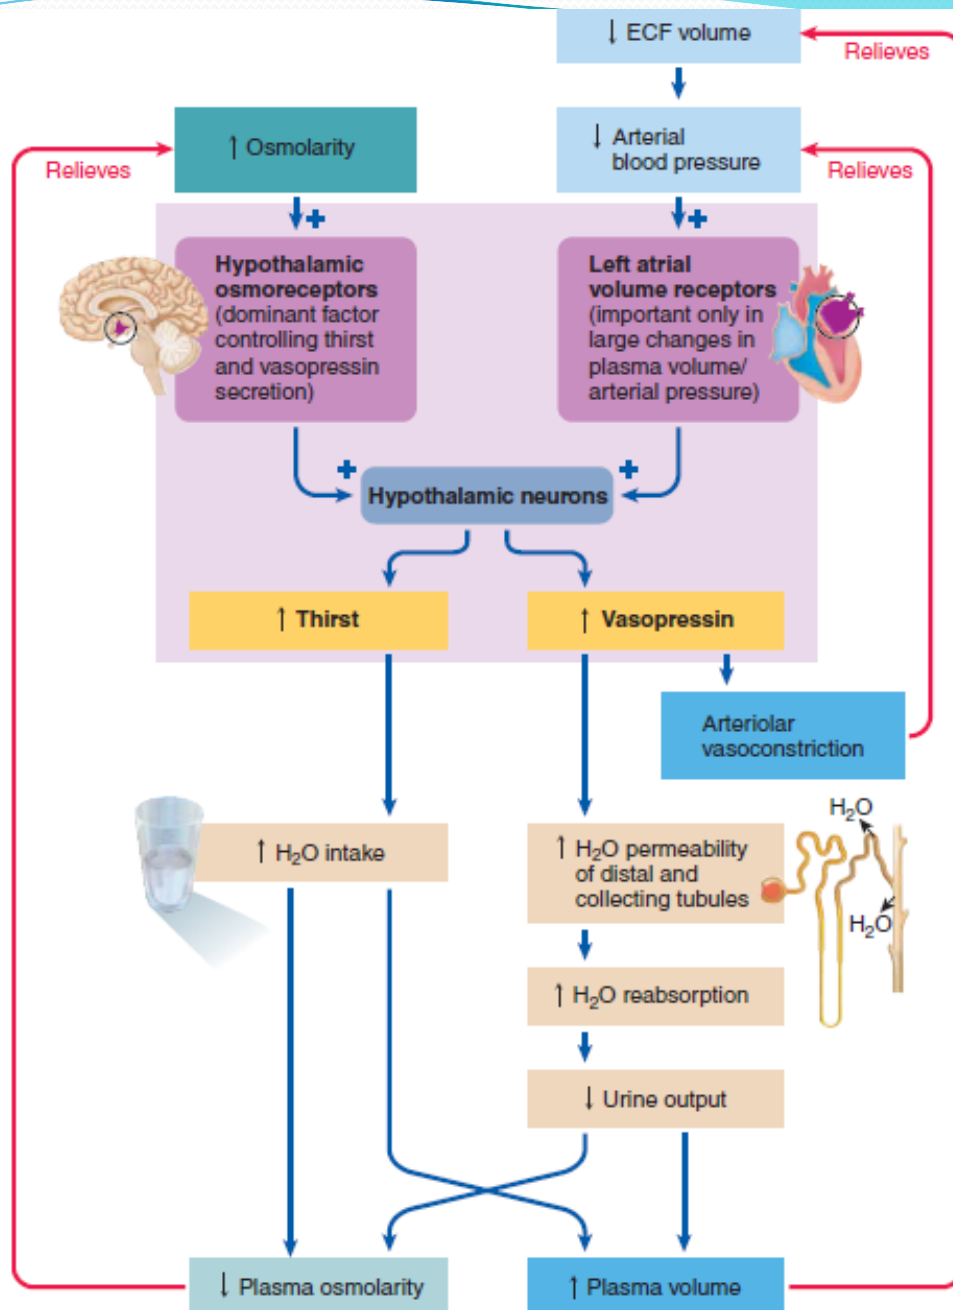 ↓ ECF volume
Relieves
↑ Osmolarity
↓ Arterial
blood pressure
Relieves
Relieves
+
+
Hypothalamic
osmoreceptors
(dominant factor
controlling thirst
and vasopressin
secretion)
Left atrial
volume receptors
(important only in
large changes in
plasma volume/
arterial pressure)
+
+
Hypothalamic neurons
↑ Thirst
↑ Vasopressin
Arteriolar
vasoconstriction
↑ H₂O intake
↑ H₂O permeability
of distal and
collecting tubules
H₂O
H₂O
↑ H₂O reabsorption
↓ Urine output
↓ Plasma osmolarity
↑ Plasma volume